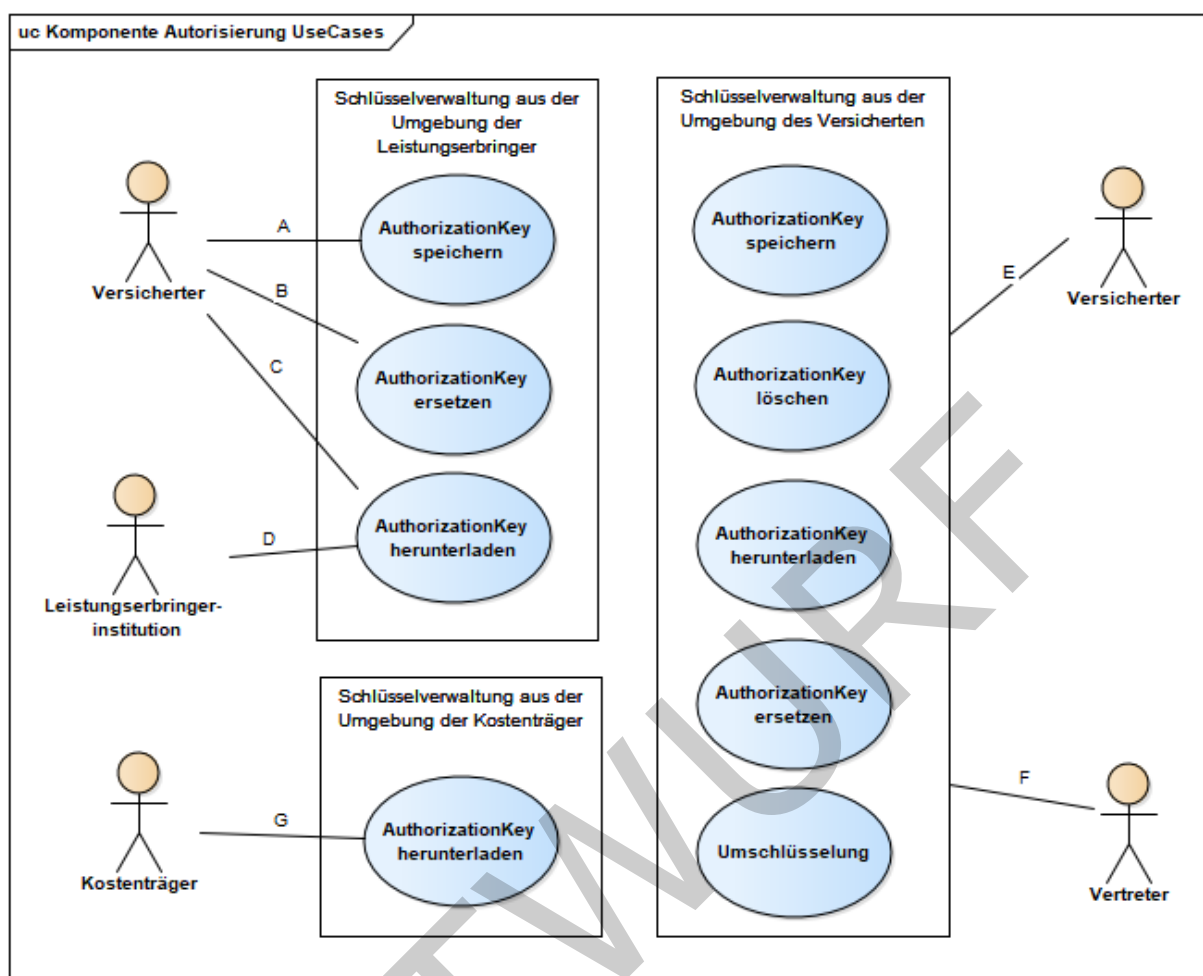 uc Komponente Autorisierung UseCases
Schlüsselverwaltung aus der
Umgebung der
Leistungserbringer
AuthorizationKey
speichern
AuthorizationKey
ersetzen
AuthorizationKey
herunterladen
Versicherter
A
B
C
Leistungserbringer-
institution
D
Schlüsselverwaltung aus der
Umgebung der Kostenträger
AuthorizationKey
herunterladen
Kostenträger
G
Schlüsselverwaltung aus der
Umgebung des Versicherten
AuthorizationKey
speichern
AuthorizationKey
löschen
AuthorizationKey
herunterladen
AuthorizationKey
ersetzen
Umschlüsselung
E
Versicherter
F
Vertreter
TWURF